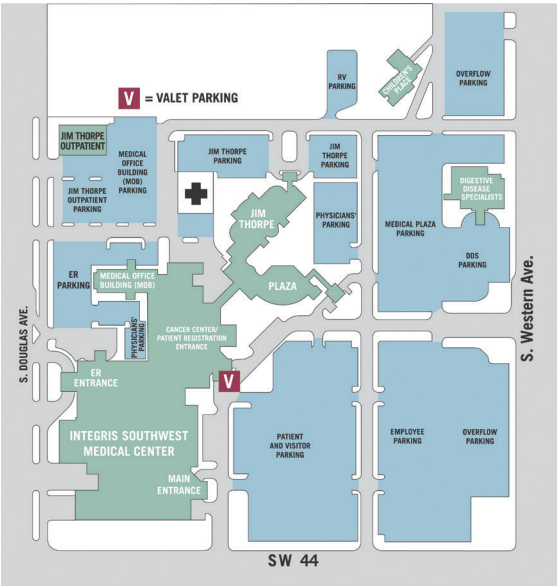 RV
PARKING
CHILDREN'S
PLACE
OVERFLOW
PARKING
V = VALET PARKING
JIM THORPE
OUTPATIENT
MEDICAL
OFFICE
BUILDING
(MOB)
PARKING
JIM THORPE
OUTPATIENT
PARKING
JIM THORPE
PARKING
JIM
THORPE
PARKING
DIGESTIVE
DISEASE
SPECIALISTS
JIM
THORPE
PHYSICIANS'
PARKING
MEDICAL PLAZA
PARKING
DDS
PARKING
ER
PARKING
MEDICAL OFFICE
BUILDING (MOB)
PLAZA
PHYSICIANS'
PARKING
CANCER CENTER/
PATIENT REGISTRATION
ENTRANCE
S. DOUGLAS AVE.
S. Western Ave.
ER
ENTRANCE
V
INTEGRIS SOUTHWEST
MEDICAL CENTER
PATIENT
AND VISITOR
PARKING
EMPLOYEE
PARKING
OVERFLOW
PARKING
MAIN
ENTRANCE
SW 44